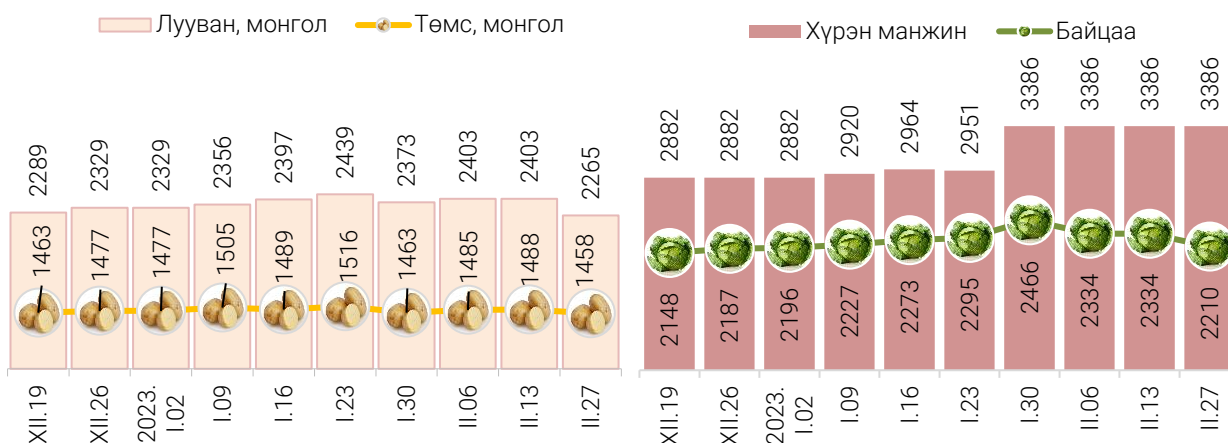 Лууван, монгол Төмс, монгол
2289 2329 2329 2356 2397 2439 2373 2403 2403 2265
1463 1477 1477 1505 1489 1516 1463 1485 1488 1458
XII.19 XII.26 2023. I.02 I.09 I.16 I.23 I.30 II.06 II.13 II.27
Хүрэн манжин Байцаа
2882 2882 2882 2920 2964 2951 3386 3386 3386 3386
2148 2187 2196 2227 2273 2295 2466 2334 2334 2210
XII.19 XII.26 2023. I.02 I.09 I.16 I.23 I.30 II.06 II.13 II.27